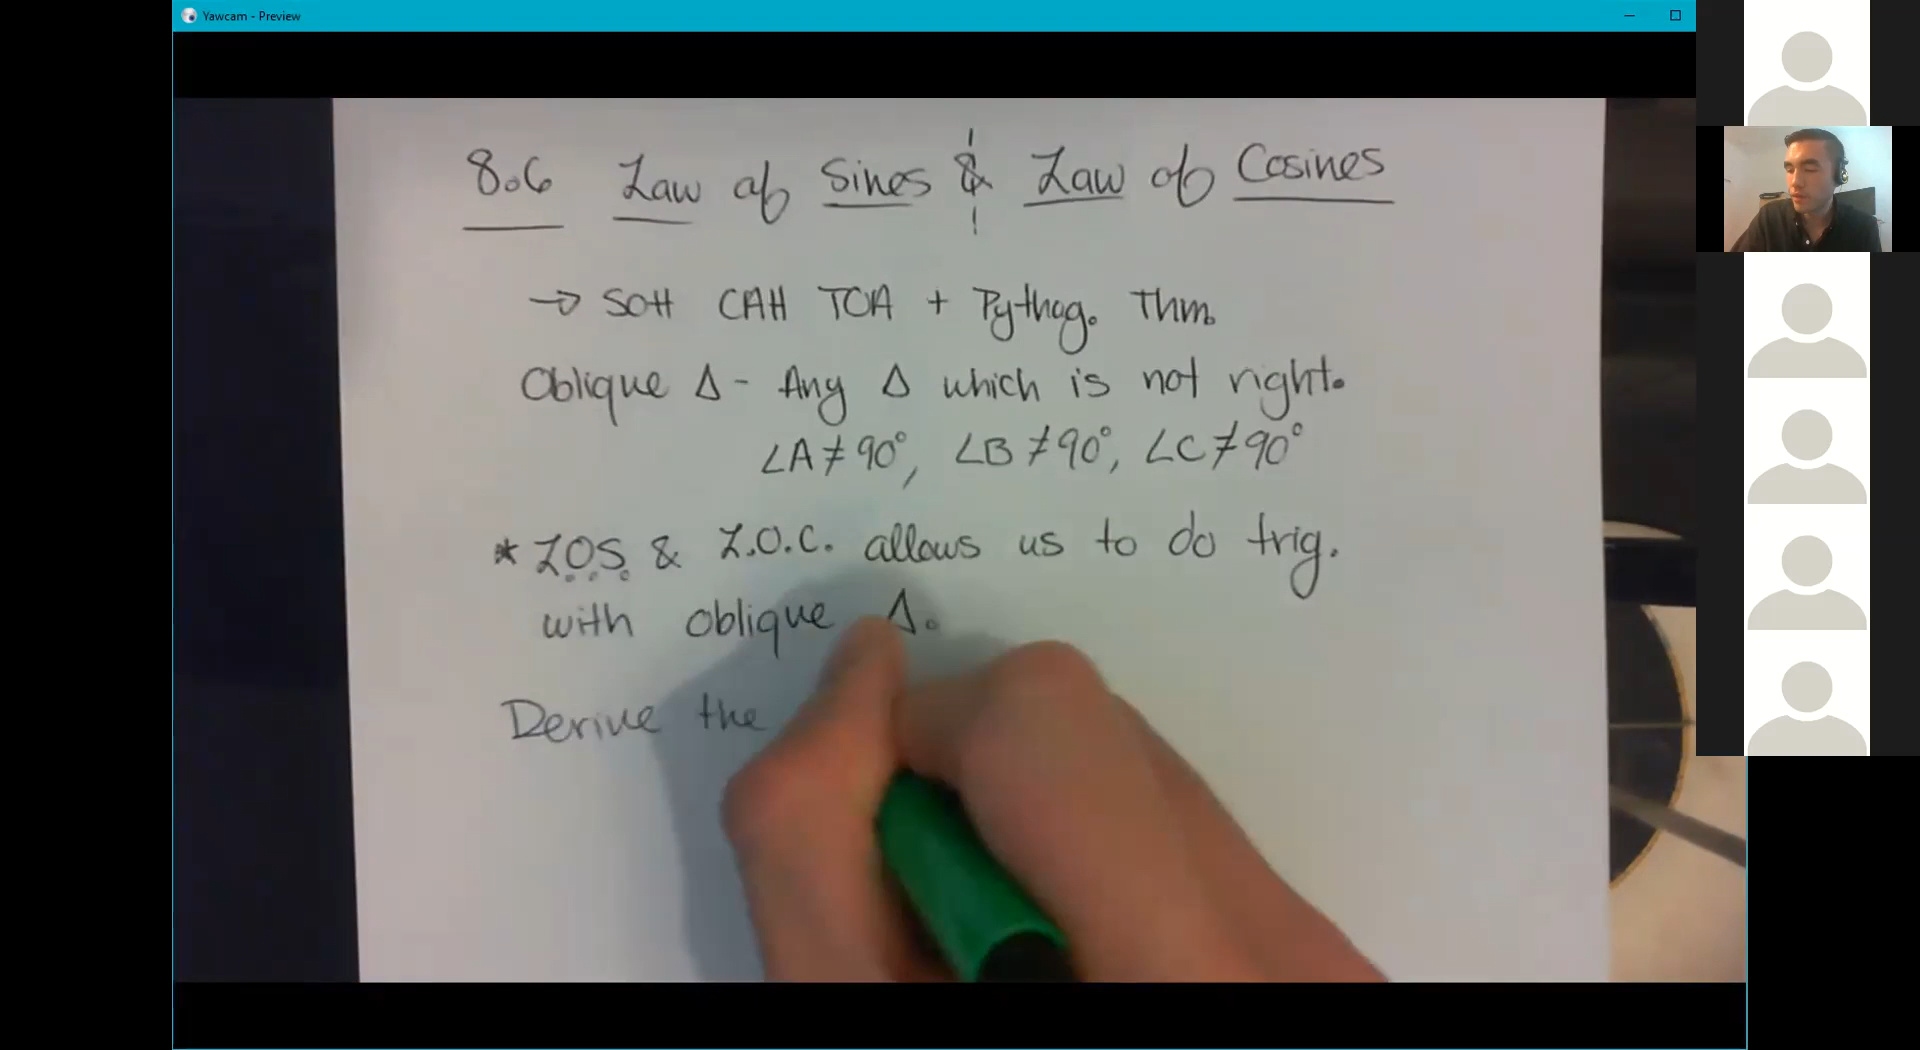 Yawcam - Preview
8.6 Law of Sines & Law of Cosines
→ SOH CAH TOA + Pythag. Thm.
Oblique Δ - Any Δ which is not right.
∠A ≠ 90°, ∠B ≠ 90°, ∠C ≠ 90°
* L.O.S. & L.O.C. allows us to do trig.
with oblique Δ.
Derive the